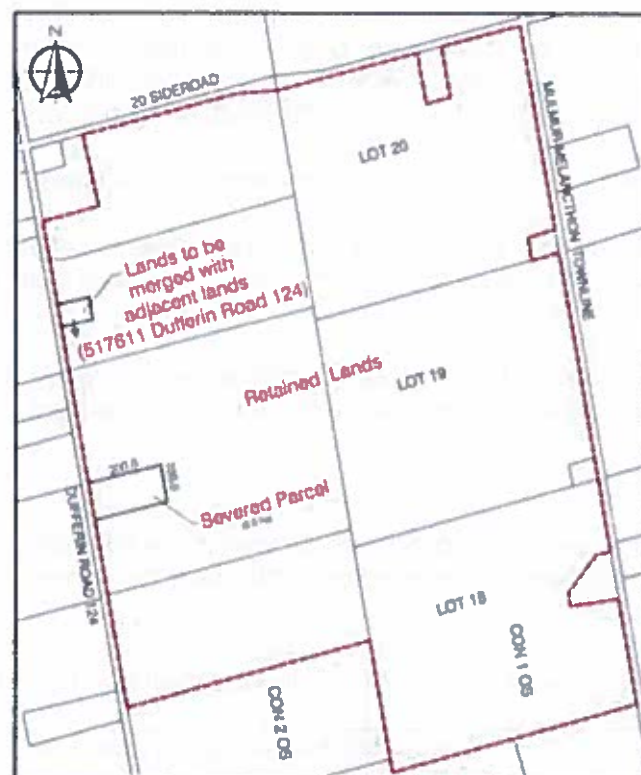 N
20 SIDEROAD
LOT 20
MULMUR-MELANCTHON TOWNLINE
Lands to be
merged with
adjacent lands
(517611 Dufferin Road 124)
Retained Lands
LOT 19
Severed Parcel
DUFFERIN ROAD 124
LOT 18
CON 1 OS
CON 2 OS